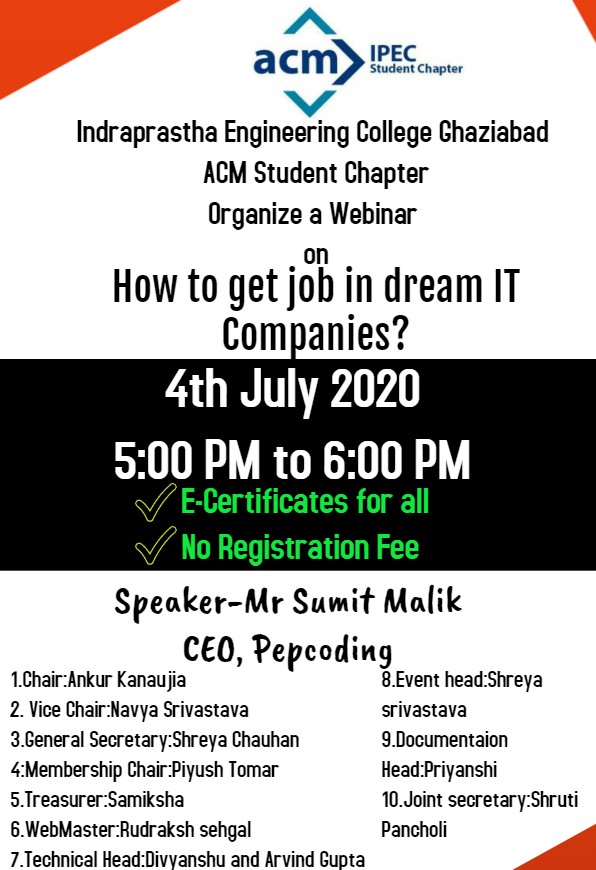 acm IPEC
Student Chapter
Indraprastha Engineering College Ghaziabad
ACM Student Chapter
Organize a Webinar
on
How to get job in dream IT
Companies?
4th July 2020
5:00 PM to 6:00 PM
E-Certificates for all
No Registration Fee
Speaker-Mr Sumit Malik
CEO, Pepcoding
1.Chair:Ankur Kanaujia
2. Vice Chair:Navya Srivastava
3.General Secretary:Shreya Chauhan
4:Membership Chair:Piyush Tomar
5.Treasurer:Samiksha
6.WebMaster:Rudraksh sehgal
7.Technical Head:Divyanshu and Arvind Gupta
8.Event head:Shreya
srivastava
9.Documentaion
Head:Priyanshi
10.Joint secretary:Shruti
Pancholi